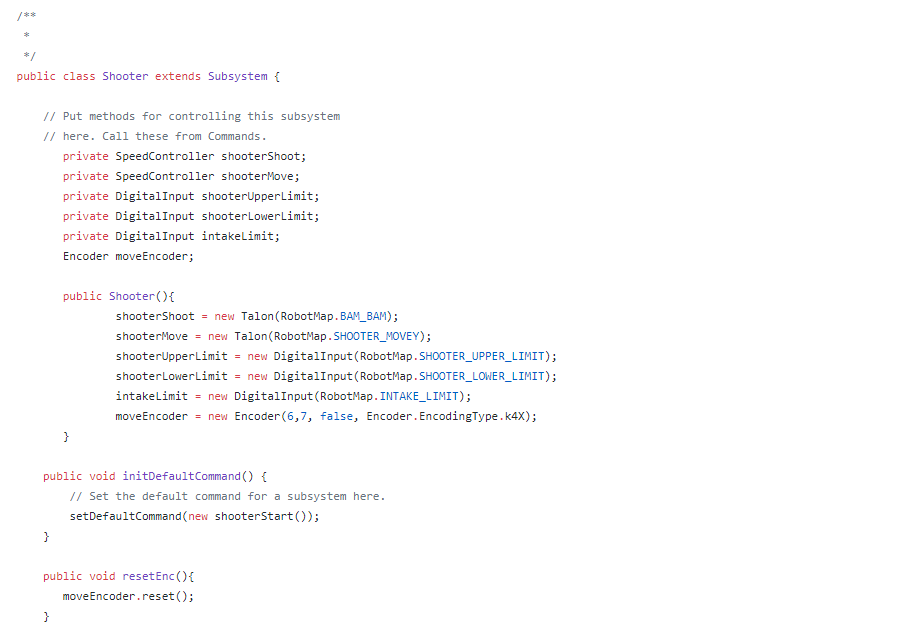 /**
*
*/
public class Shooter extends Subsystem {
// Put methods for controlling this subsystem
// here. Call these from Commands.
private SpeedController shooterShoot;
private SpeedController shooterMove;
private DigitalInput shooterUpperLimit;
private DigitalInput shooterLowerLimit;
private DigitalInput intakeLimit;
Encoder moveEncoder;
public Shooter(){
shooterShoot = new Talon(RobotMap.BAM_BAM);
shooterMove = new Talon(RobotMap.SHOOTER_MOVEY);
shooterUpperLimit = new DigitalInput(RobotMap.SHOOTER_UPPER_LIMIT);
shooterLowerLimit = new DigitalInput(RobotMap.SHOOTER_LOWER_LIMIT);
intakeLimit = new DigitalInput(RobotMap.INTAKE_LIMIT);
moveEncoder = new Encoder(6,7, false, Encoder.EncodingType.k4X);
}
public void initDefaultCommand() {
// Set the default command for a subsystem here.
setDefaultCommand(new shooterStart());
}
public void resetEnc(){
moveEncoder.reset();
}